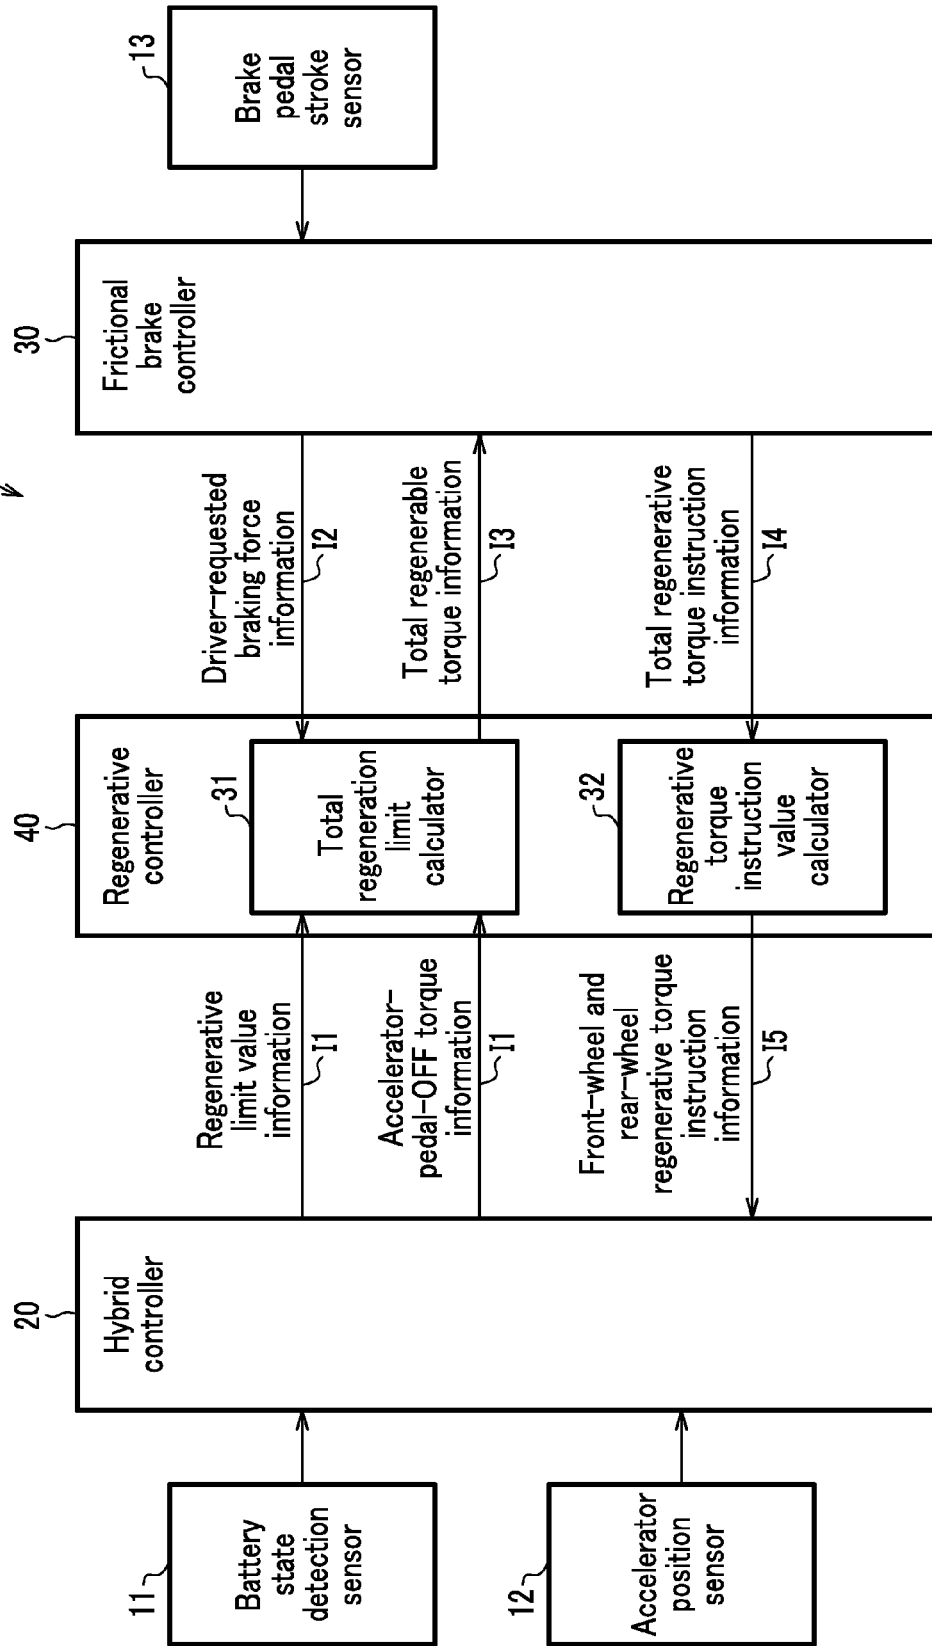 11
Battery
state
detection
sensor
12
Accelerator
position
sensor
20
Hybrid
controller
Regenerative
limit value
information
I1
Accelerator-
pedal-OFF torque
information
I1
Front-wheel and
rear-wheel
regenerative torque
instruction
information
I5
40
Regenerative
controller
31
Total
regeneration
limit
calculator
32
Regenerative
torque
instruction
value
calculator
Driver-requested
braking force
information
I2
Total regenerable
torque information
I3
Total regenerative
torque instruction
information
I4
30
Frictional
brake
controller
13
Brake
pedal
stroke
sensor